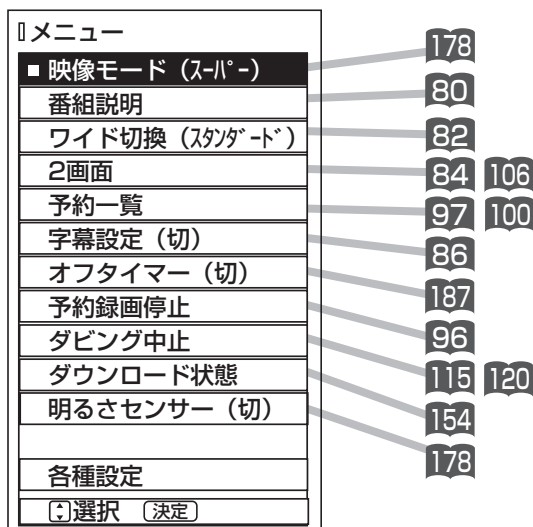 メニュー
映像モード（ｽｰﾊﾟｰ） 178
番組説明 80
ワイド切換（ｽﾀﾝﾀﾞｰﾄﾞ） 82
2画面 84 106
予約一覧 97 100
字幕設定（切） 86
オフタイマー（切） 187
予約録画停止 96
ダビング中止 115 120
ダウンロード状態 154
明るさセンサー（切） 178
各種設定
選択 決定